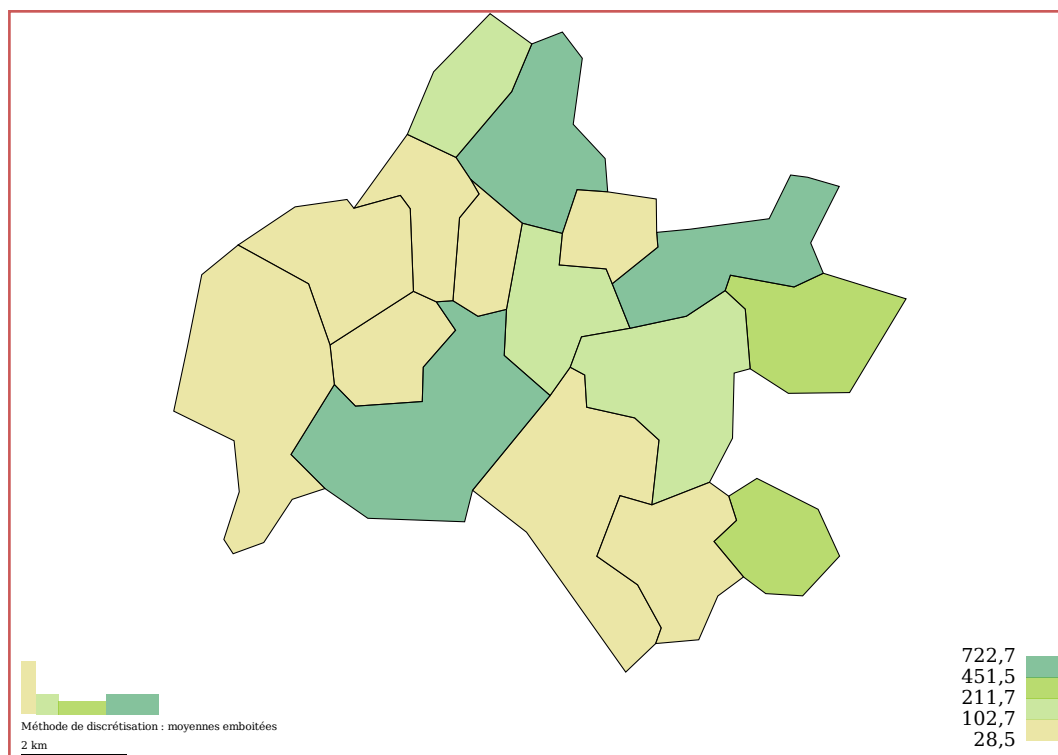 722,7
451,5
211,7
102,7
28,5
Méthode de discrétisation : moyennes emboitées
2 km